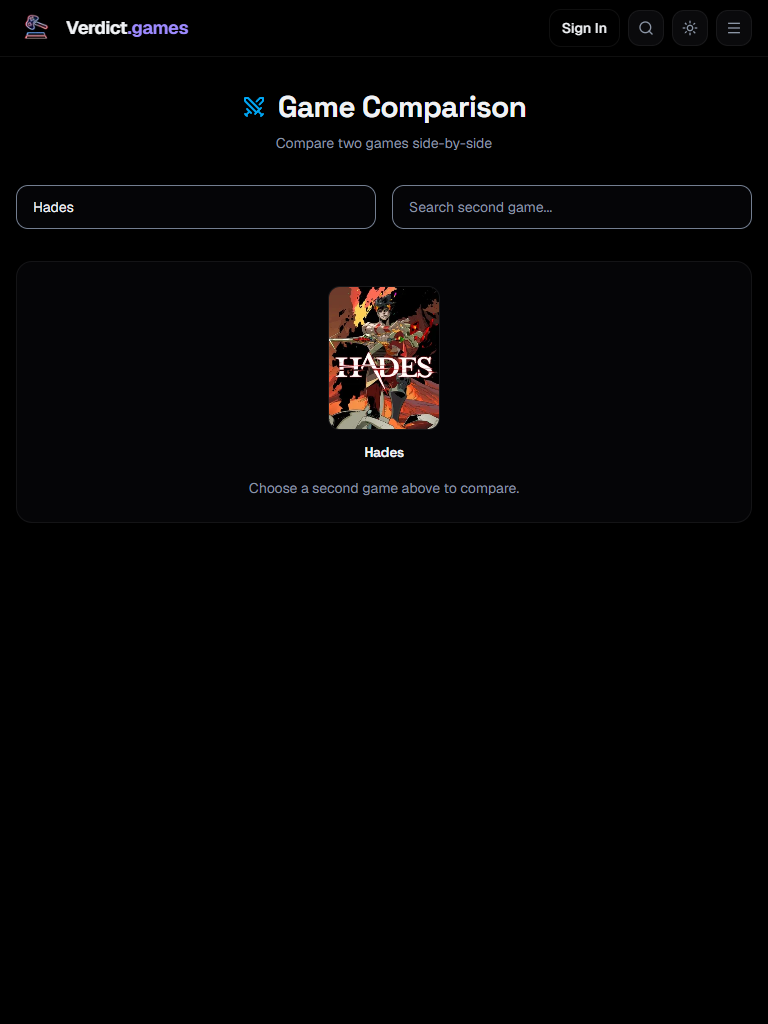 Verdict.games
Sign In
Game Comparison
Compare two games side-by-side
Hades
Search second game...
HADES
Hades
Choose a second game above to compare.